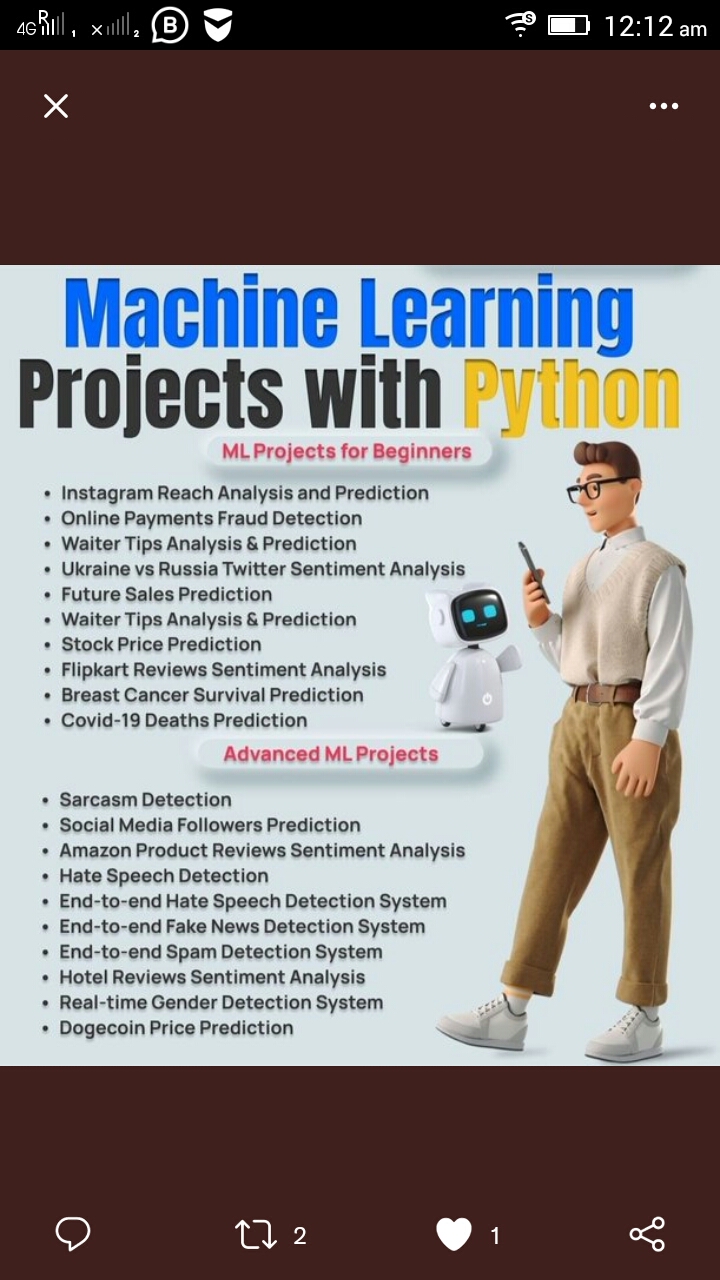 4G R 1 x 2 B S 12:12 am
Machine Learning
Projects with Python
ML Projects for Beginners
• Instagram Reach Analysis and Prediction
• Online Payments Fraud Detection
• Waiter Tips Analysis & Prediction
• Ukraine vs Russia Twitter Sentiment Analysis
• Future Sales Prediction
• Waiter Tips Analysis & Prediction
• Stock Price Prediction
• Flipkart Reviews Sentiment Analysis
• Breast Cancer Survival Prediction
• Covid-19 Deaths Prediction
Advanced ML Projects
• Sarcasm Detection
• Social Media Followers Prediction
• Amazon Product Reviews Sentiment Analysis
• Hate Speech Detection
• End-to-end Hate Speech Detection System
• End-to-end Fake News Detection System
• End-to-end Spam Detection System
• Hotel Reviews Sentiment Analysis
• Real-time Gender Detection System
• Dogecoin Price Prediction
2 1